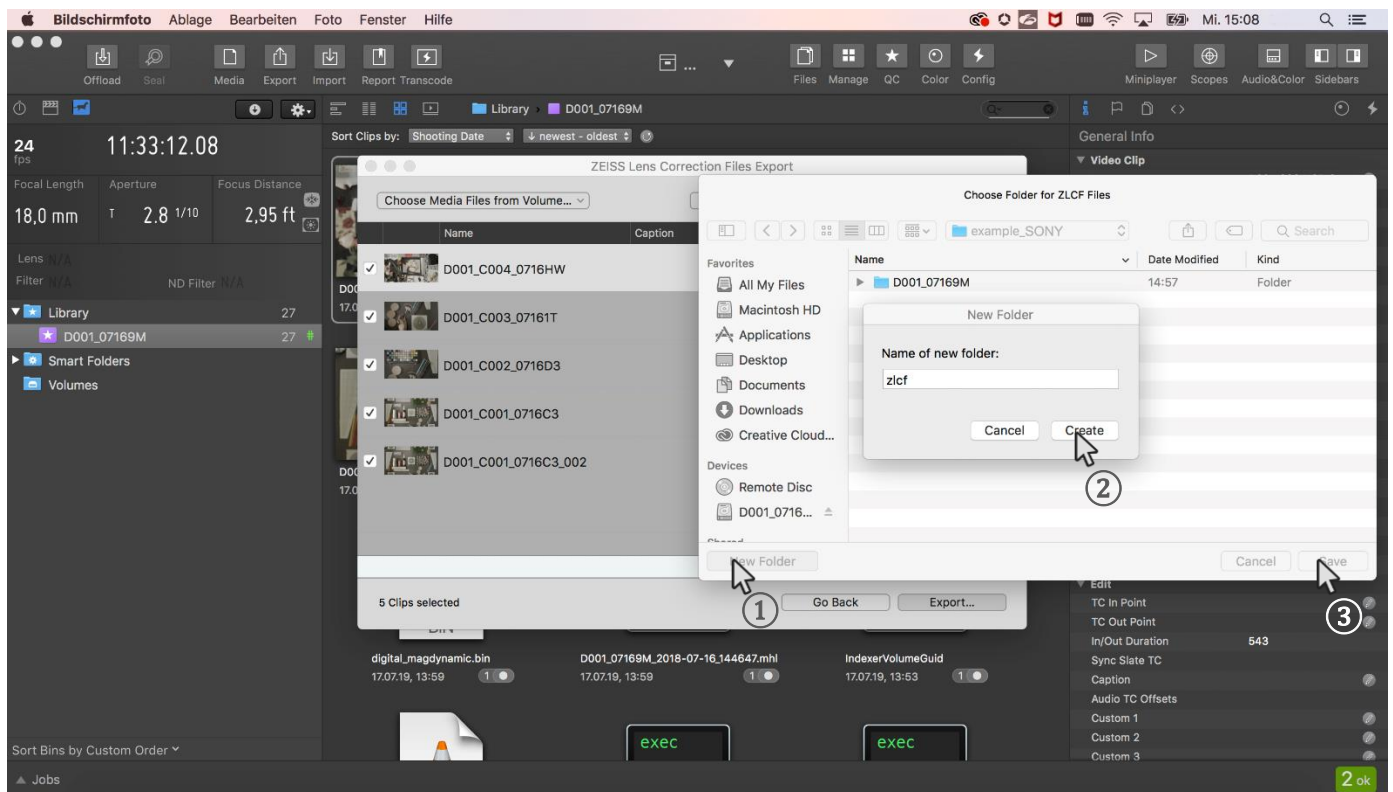 Bildschirmfoto Ablage Bearbeiten Foto Fenster Hilfe Mi. 15:08
Offload Seal Media Export Import Report Transcode ... Files Manage QC Color Config Miniplayer Scopes Audio&Color Sidebars
Library D001_07169M
24 fps 11:33:12.08
Sort Clips by: Shooting Date ↓ newest - oldest
General Info
Video Clip
Focal Length Aperture Focus Distance
18,0 mm T 2.8 1/10 2,95 ft
Lens N/A
Filter N/A ND Filter N/A
Library 27
D001_07169M 27 #
Smart Folders
Volumes
ZEISS Lens Correction Files Export
Choose Media Files from Volume...
Name Caption
D001_C004_0716HW
D001_C003_07161T
D001_C002_0716D3
D001_C001_0716C3
D001_C001_0716C3_002
5 Clips selected
Go Back Export...
Choose Folder for ZLCF Files
example_SONY Search
Favorites
All My Files
Macintosh HD
Applications
Desktop
Documents
Downloads
Creative Cloud...
Devices
Remote Disc
D001_0716...
Shared
Name Date Modified Kind
D001_07169M 14:57 Folder
New Folder
Name of new folder:
zlcf
Cancel Create
②
New Folder Cancel Save
①
③
Edit
TC In Point
TC Out Point
In/Out Duration 543
Sync Slate TC
Caption
Audio TC Offsets
Custom 1
Custom 2
Custom 3
BIN
digital_magdynamic.bin
17.07.19, 13:59 1
D001_07169M_2018-07-16_144647.mhl
17.07.19, 13:59 1
IndexerVolumeGuid
17.07.19, 13:53 1
exec
exec
Sort Bins by Custom Order
Jobs
2 ok